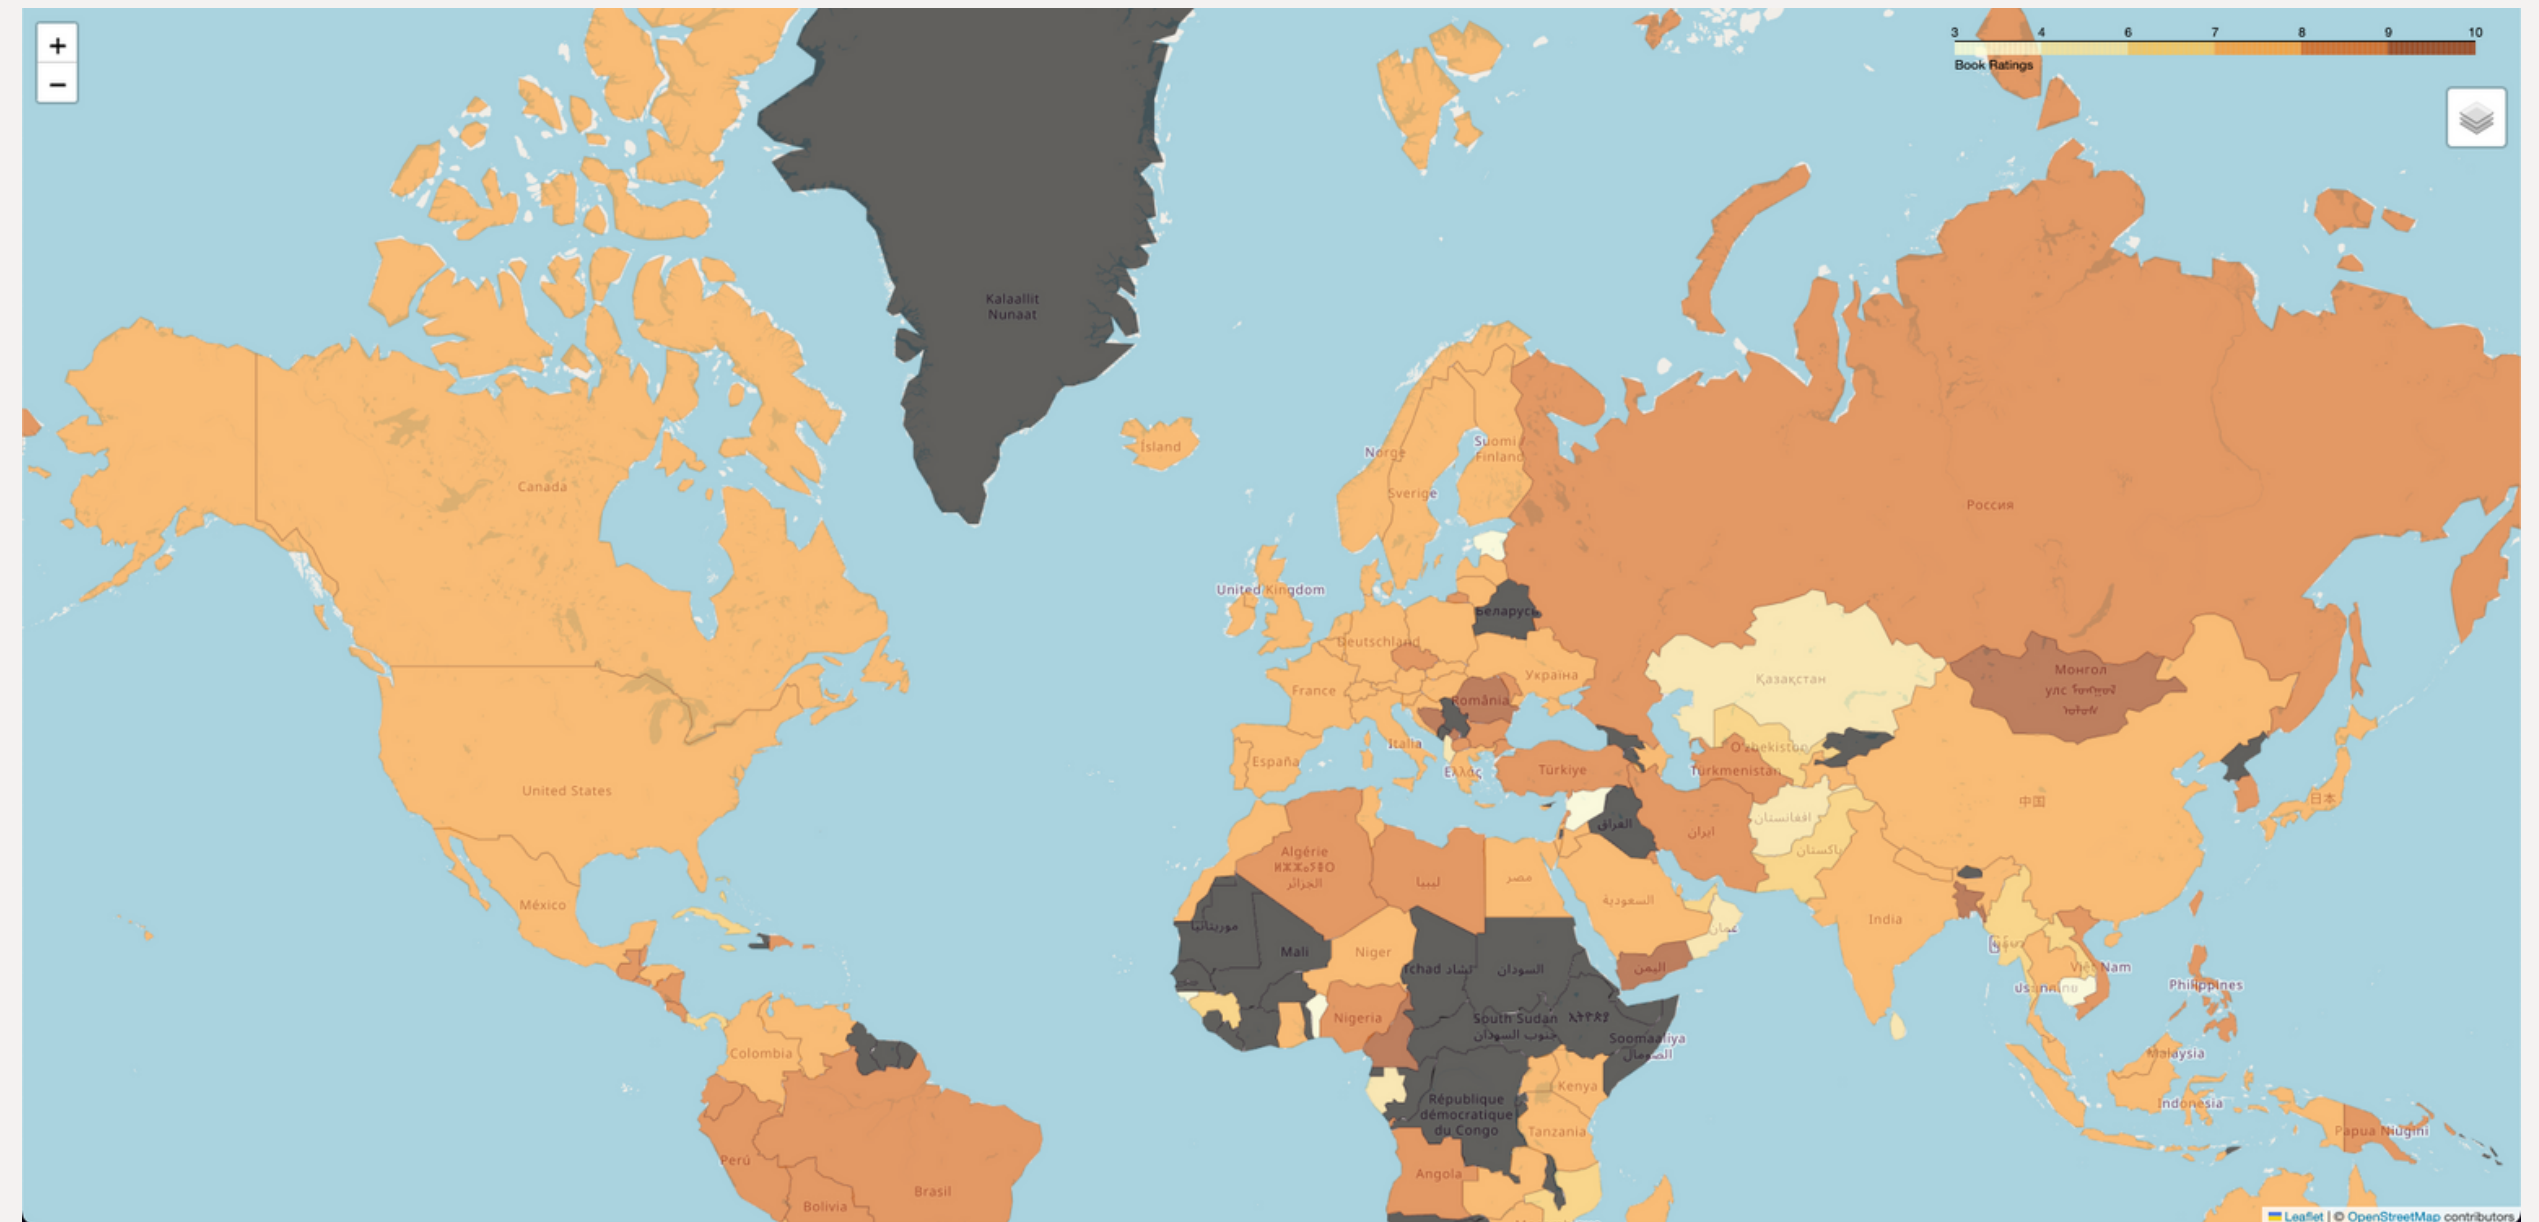 +
−
3 4 6 7 8 9 10
Book Ratings
Kalaallit
Nunaat
Ísland
Canada
Norge
Suomi
Finland
Sverige
Россия
United Kingdom
Беларусь
Deutschland
Україна
France
România
Қазақстан
Монгол
улс
Italia
España
Ελλάς
Türkiye
O'zbekiston
Türkmenistan
United States
中国
日本
العراق
ایران
افغانستان
پاکستان
Algérie
ⵍⵣⵣⴰⵢⴻⵔ
الجزائر
ليبيا
مصر
السعودية
México
India
موريتانيا
Mali
Niger
Tchad تشاد
السودان
اليمن
عمان
Việt Nam
Philippines
Nigeria
South Sudan
جنوب السودان
ኢትዮጵያ
Soomaaliya
الصومال
Colombia
Malaysia
Kenya
République
démocratique
du Congo
Indonesia
Tanzania
Papua Niugini
Perú
Angola
Brasil
Bolivia
Leaflet | © OpenStreetMap contributors